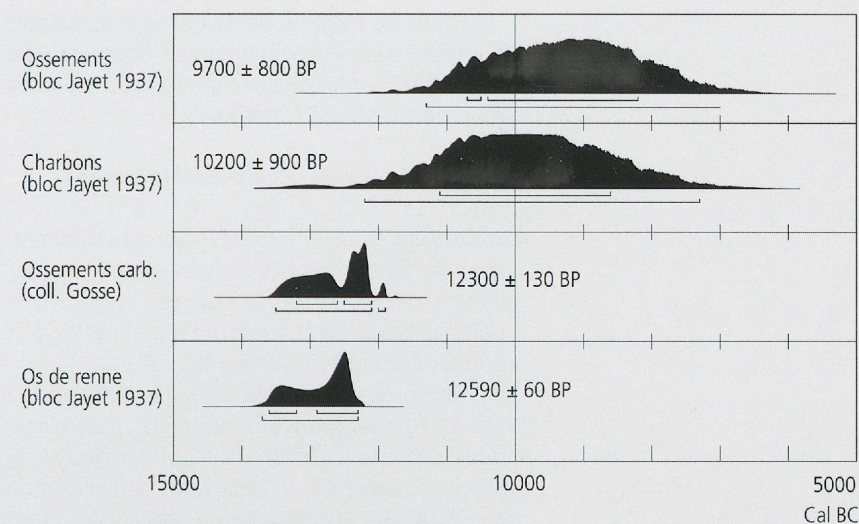 Ossements
(bloc Jayet 1937)
9700 ± 800 BP
Charbons
(bloc Jayet 1937)
10200 ± 900 BP
Ossements carb.
(coll. Gosse)
12300 ± 130 BP
Os de renne
(bloc Jayet 1937)
12590 ± 60 BP
15000
10000
5000
Cal BC